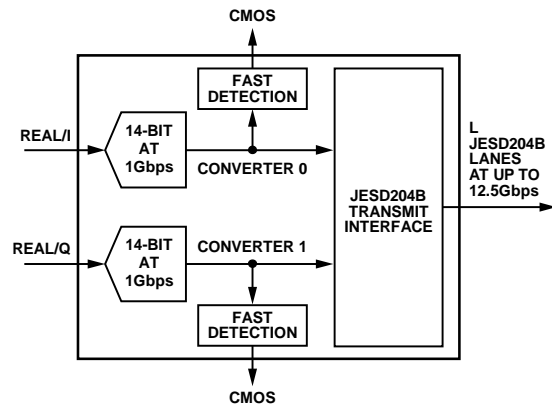 CMOS
FAST
DETECTION
REAL/I
14-BIT
AT
1Gbps
CONVERTER 0
L
JESD204B
LANES
AT UP TO
12.5Gbps
JESD204B
TRANSMIT
INTERFACE
REAL/Q
14-BIT
AT
1Gbps
CONVERTER 1
FAST
DETECTION
CMOS